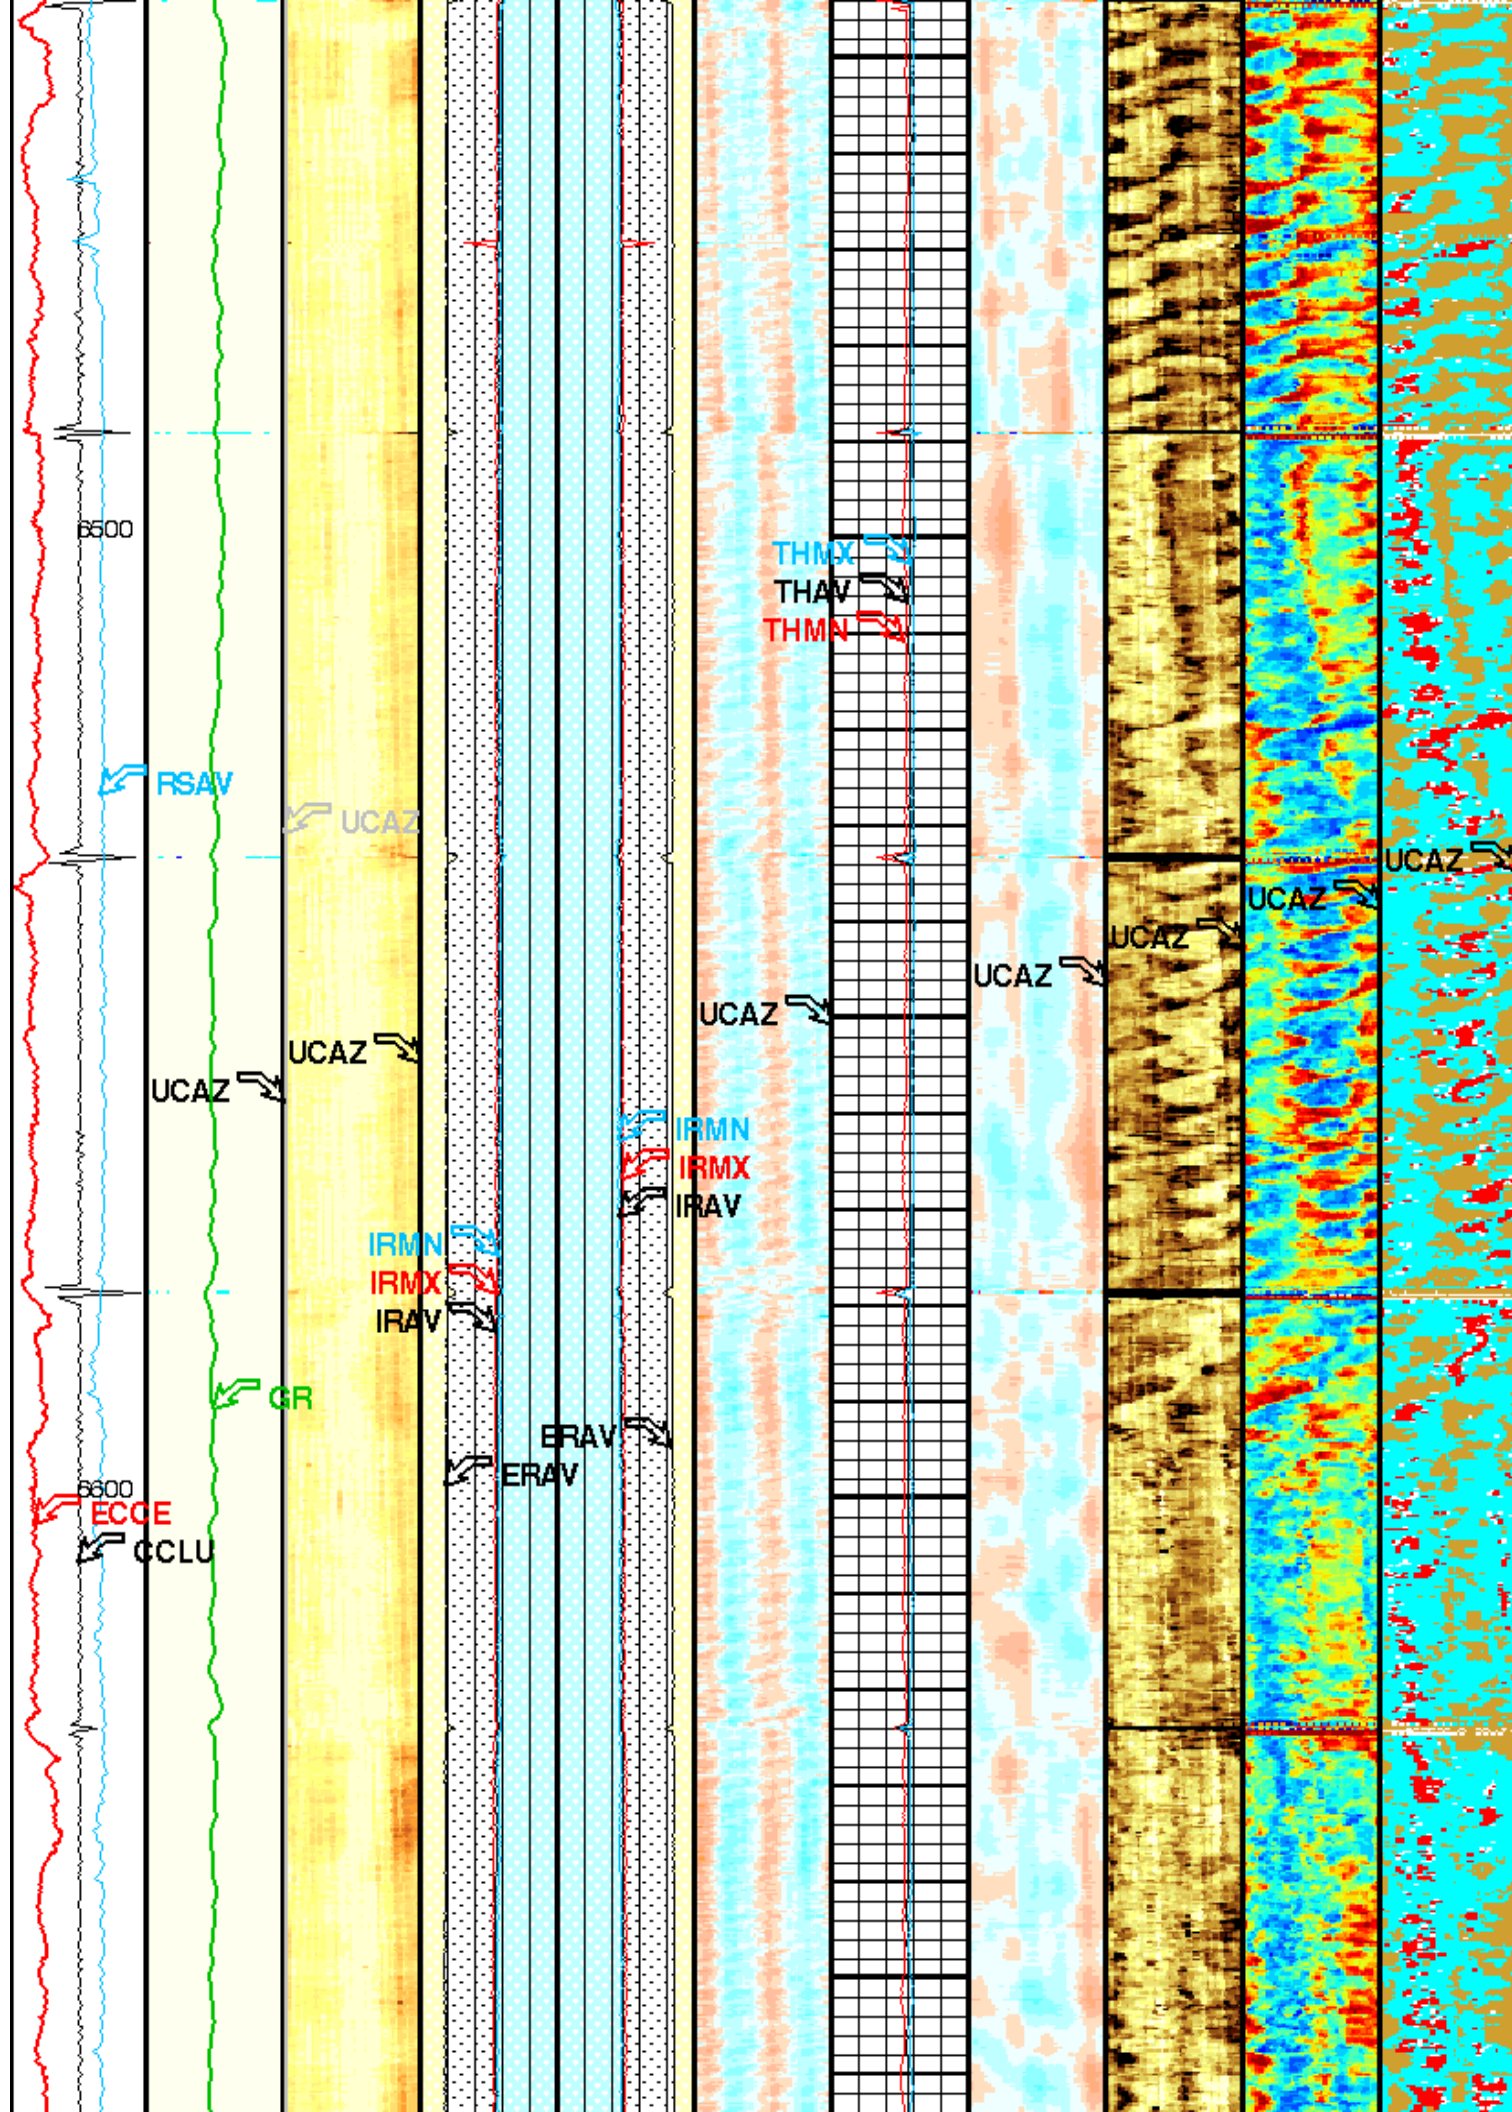 6500
THMX
THAV
THMN
RSAV
UCAZ
UCAZ
UCAZ
UCAZ
UCAZ
UCAZ
UCAZ
UCAZ
IRMN
IRMX
IRAV
IRMN
IRMX
IRAV
GR
ERAV
ERAV
6600
ECCE
CCLU